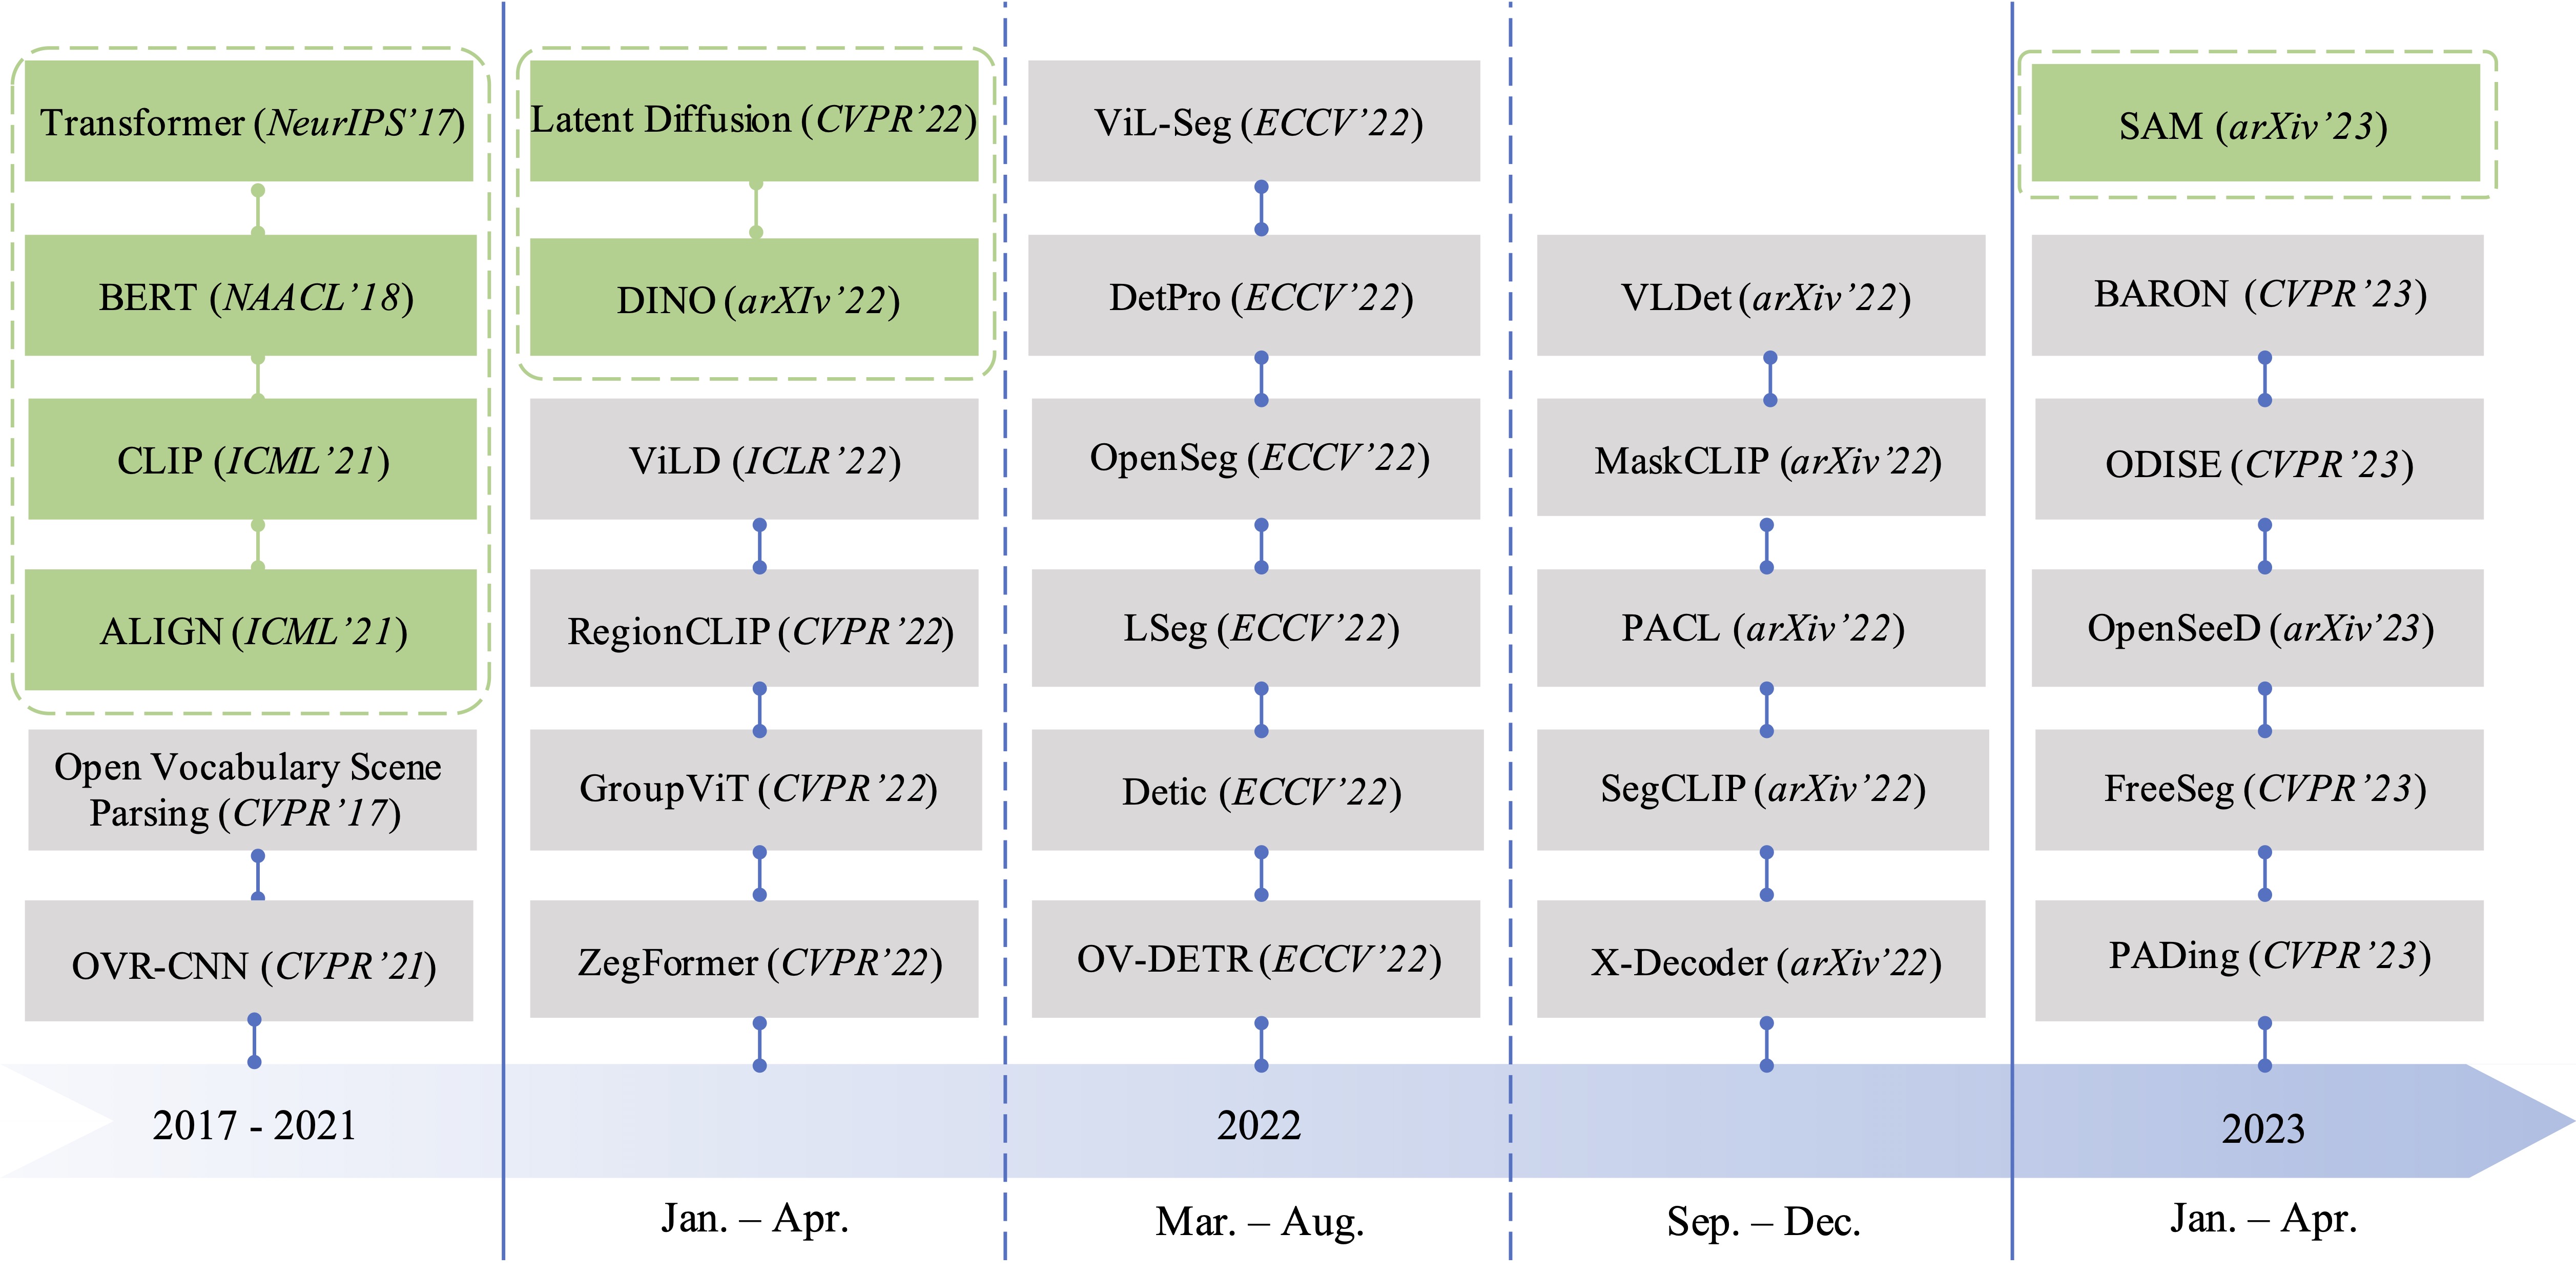 Transformer (NeurIPS’17)
BERT (NAACL’18)
CLIP (ICML’21)
ALIGN (ICML’21)
Open Vocabulary Scene
Parsing (CVPR’17)
OVR-CNN (CVPR’21)
Latent Diffusion (CVPR’22)
DINO (arXIv’22)
ViLD (ICLR’22)
RegionCLIP (CVPR’22)
GroupViT (CVPR’22)
ZegFormer (CVPR’22)
ViL-Seg (ECCV’22)
DetPro (ECCV’22)
OpenSeg (ECCV’22)
LSeg (ECCV’22)
Detic (ECCV’22)
OV-DETR (ECCV’22)
VLDet (arXiv’22)
MaskCLIP (arXiv’22)
PACL (arXiv’22)
SegCLIP (arXiv’22)
X-Decoder (arXiv’22)
SAM (arXiv’23)
BARON (CVPR’23)
ODISE (CVPR’23)
OpenSeeD (arXiv’23)
FreeSeg (CVPR’23)
PADing (CVPR’23)
2017 - 2021
2022
2023
Jan. – Apr.
Mar. – Aug.
Sep. – Dec.
Jan. – Apr.